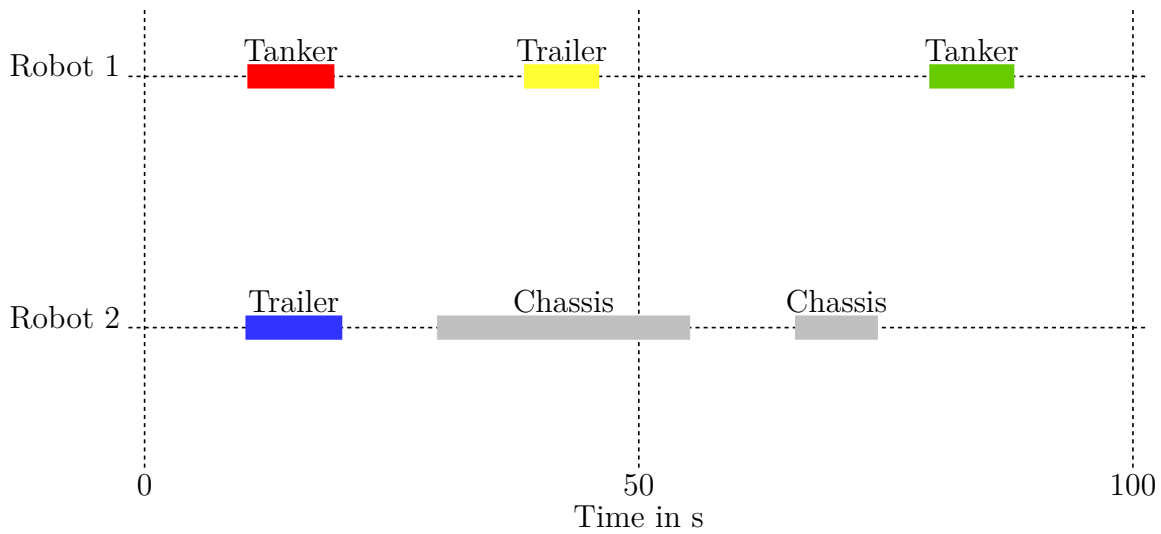 Tanker Trailer Tanker
Robot 1
Trailer Chassis Chassis
Robot 2
0 50 100
Time in s